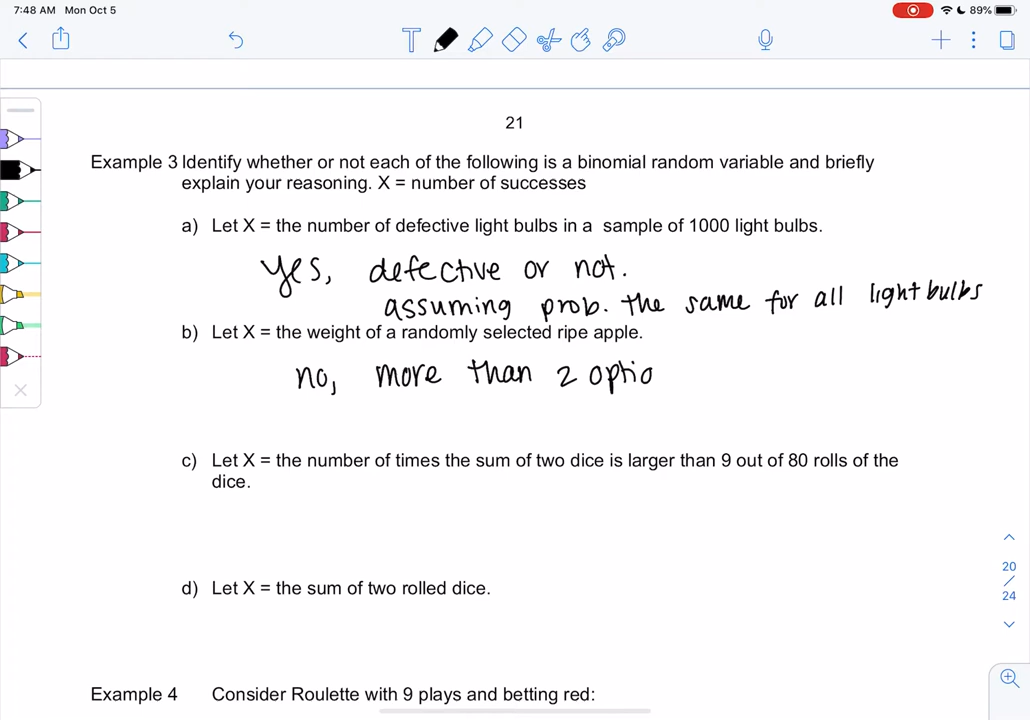 7:48 AM Mon Oct 5
89%
T
21
Example 3 Identify whether or not each of the following is a binomial random variable and briefly
explain your reasoning. X = number of successes
a) Let X = the number of defective light bulbs in a sample of 1000 light bulbs.
yes, defective or not.
assuming prob. the same for all lightbulbs
b) Let X = the weight of a randomly selected ripe apple.
no, more than 2 optio
c) Let X = the number of times the sum of two dice is larger than 9 out of 80 rolls of the
dice.
d) Let X = the sum of two rolled dice.
20
/
24
Example 4 Consider Roulette with 9 plays and betting red: